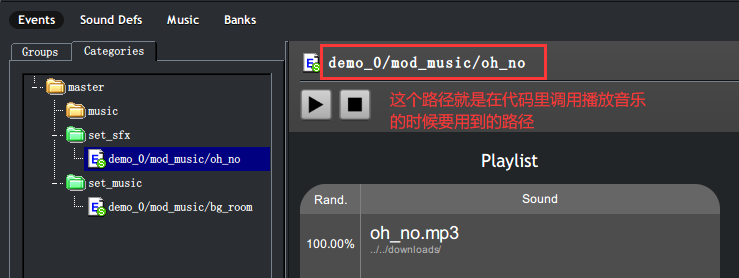 Events Sound Defs Music Banks
Groups Categories
master
music
set_sfx
demo_0/mod_music/oh_no
set_music
demo_0/mod_music/bg_room
demo_0/mod_music/oh_no
这个路径就是在代码里调用播放音乐
的时候要用到的路径
Playlist
Rand. Sound
100.00% oh_no.mp3
../../downloads/